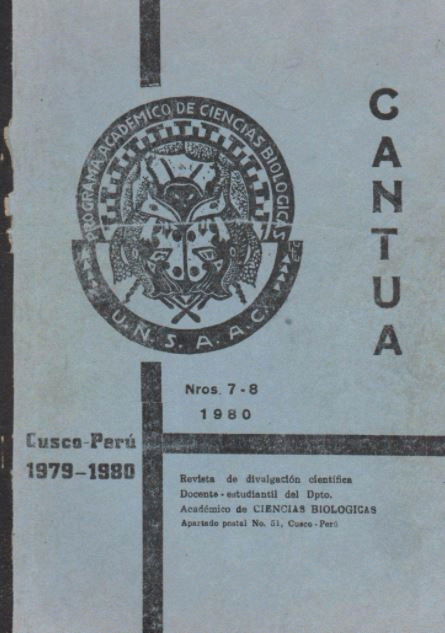 CANTUA
PROGRAMA ACADEMICO DE CIENCIAS BIOLOGICAS
U.N.S.A.A.C.
Nros. 7-8
1980
Cusco-Perú
1979-1980
Revista de divulgación científica
Docente-estudiantil del Dpto.
Académico de CIENCIAS BIOLOGICAS
Apartado postal No. 51, Cusco-Perú